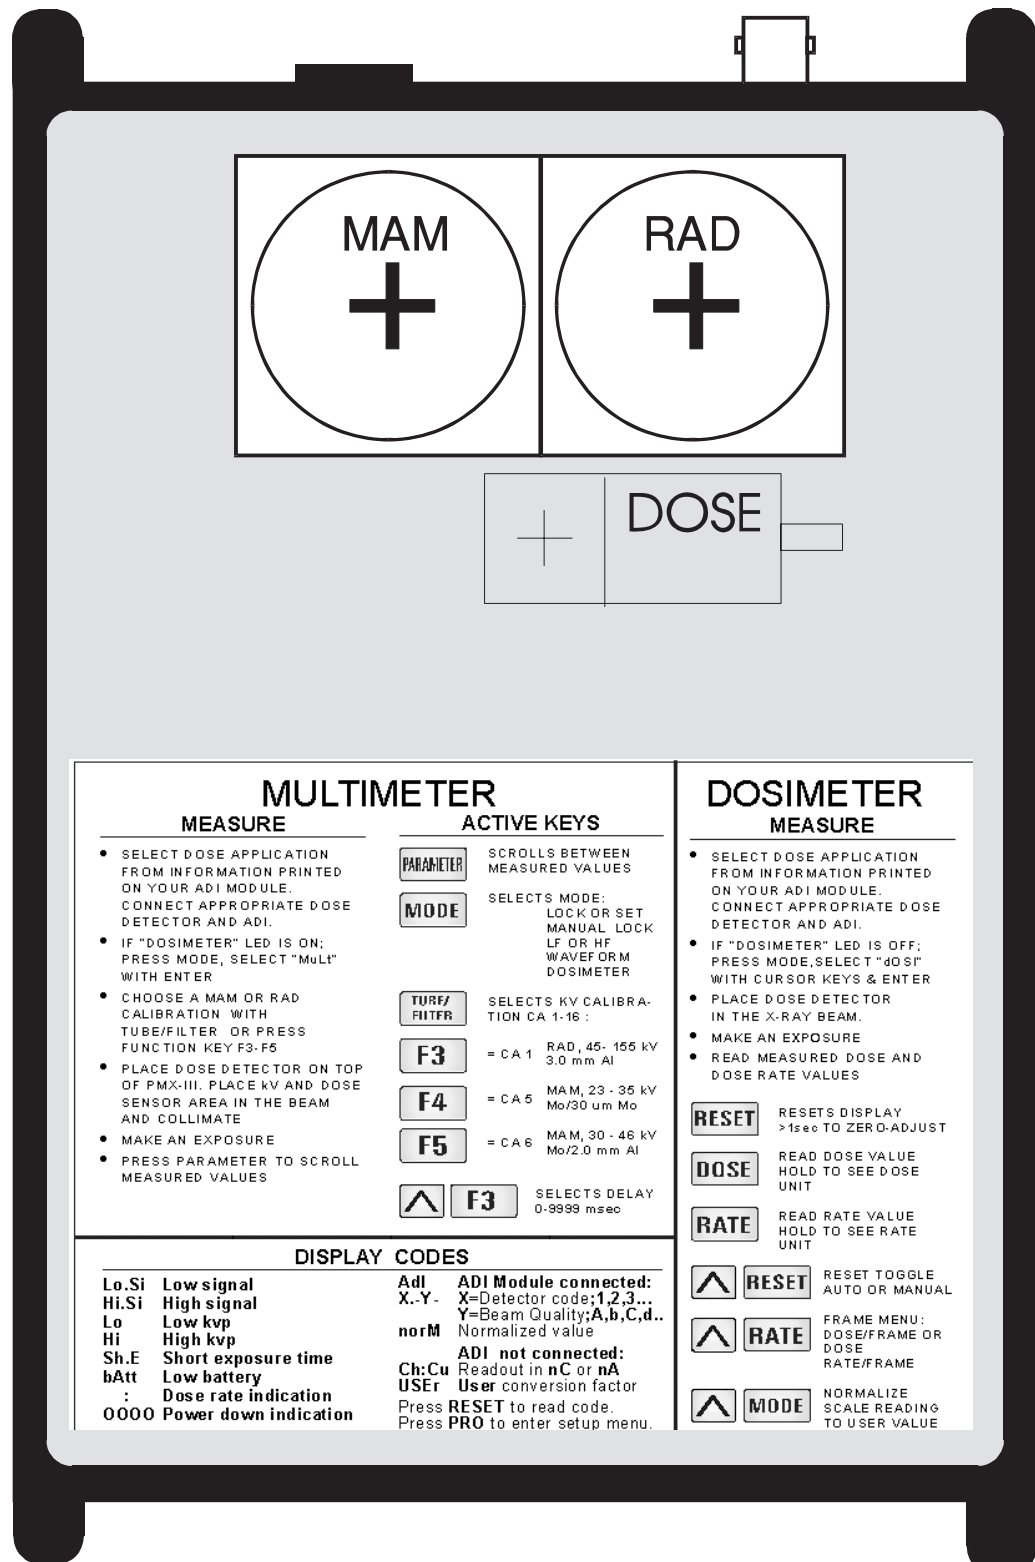 MAM
RAD
DOSE
MULTIMETER
MEASURE
• SELECT DOSE APPLICATION
FROM INFORMATION PRINTED
ON YOUR ADI MODULE.
CONNECT APPROPRIATE DOSE
DETECTOR AND ADI.
• IF "DOSIMETER" LED IS ON;
PRESS MODE, SELECT "MuLt"
WITH ENTER
• CHOOSE A MAM OR RAD
CALIBRATION WITH
TUBE/FILTER OR PRESS
FUNCTION KEY F3-F5
• PLACE DOSE DETECTOR ON TOP
OF PMX-III. PLACE kV AND DOSE
SENSOR AREA IN THE BEAM
AND COLLIMATE
• MAKE AN EXPOSURE
• PRESS PARAMETER TO SCROLL
MEASURED VALUES
ACTIVE KEYS
PARAMETER SCROLLS BETWEEN
MEASURED VALUES
MODE SELECTS MODE:
LOCK OR SET
MANUAL LOCK
LF OR HF
WAVEFORM
DOSIMETER
TUBE/
FILTER
SELECTS KV CALIBRA-
TION CA 1-16 :
F3 = CA 1 RAD, 45- 155 kV
3.0 mm Al
F4 = CA 5 MAM, 23 - 35 kV
Mo/30 um Mo
F5 = CA 6 MAM, 30 - 46 kV
Mo/2.0 mm Al
F3 SELECTS DELAY
0-9999 msec
DISPLAY CODES
Lo.Si Low signal
Hi.Si High signal
Lo Low kvp
Hi High kvp
Sh.E Short exposure time
bAtt Low battery
: Dose rate indication
0000 Power down indication
AdI ADI Module connected:
X.-Y- X=Detector code;1,2,3...
Y=Beam Quality;A,b,C,d..
norM Normalized value
ADI not connected:
Ch:Cu Readout in nC or nA
USEr User conversion factor
Press RESET to read code.
Press PRO to enter setup menu.
DOSIMETER
MEASURE
• SELECT DOSE APPLICATION
FROM INFORMATION PRINTED
ON YOUR ADI MODULE.
CONNECT APPROPRIATE DOSE
DETECTOR AND ADI.
• IF "DOSIMETER" LED IS OFF;
PRESS MODE,SELECT "dOSI"
WITH CURSOR KEYS & ENTER
• PLACE DOSE DETECTOR
IN THE X-RAY BEAM.
• MAKE AN EXPOSURE
• READ MEASURED DOSE AND
DOSE RATE VALUES
RESET RESETS DISPLAY
>1sec TO ZERO-ADJUST
DOSE READ DOSE VALUE
HOLD TO SEE DOSE
UNIT
RATE READ RATE VALUE
HOLD TO SEE RATE
UNIT
RESET RESET TOGGLE
AUTO OR MANUAL
RATE FRAME MENU:
DOSE/FRAME OR
DOSE
RATE/FRAME
MODE NORMALIZE
SCALE READING
TO USER VALUE